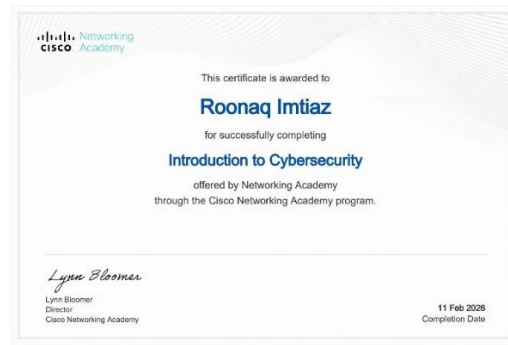 Networking
CISCO Academy
This certificate is awarded to
Roonaq Imtiaz
for successfully completing
Introduction to Cybersecurity
offered by Networking Academy
through the Cisco Networking Academy program.
Lynn Bloomer
Lynn Bloomer
Director
Cisco Networking Academy
11 Feb 2026
Completion Date